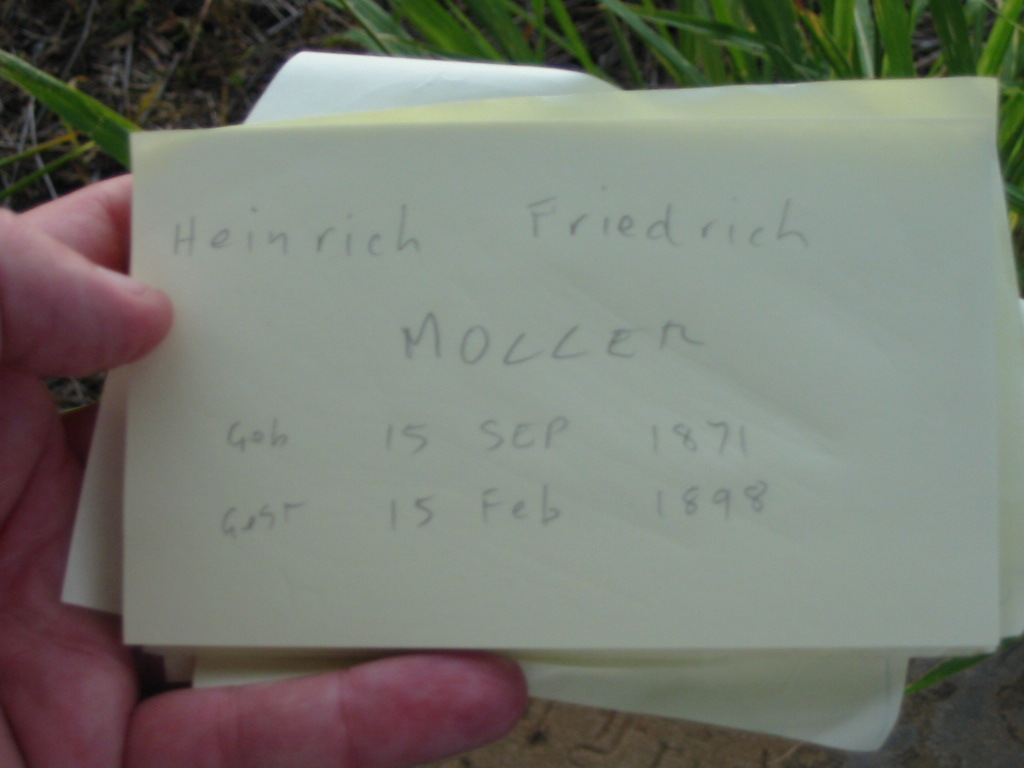 Heinrich Friedrich
MOLLER
Geb 15 SEP 1871
Gest 15 Feb 1898